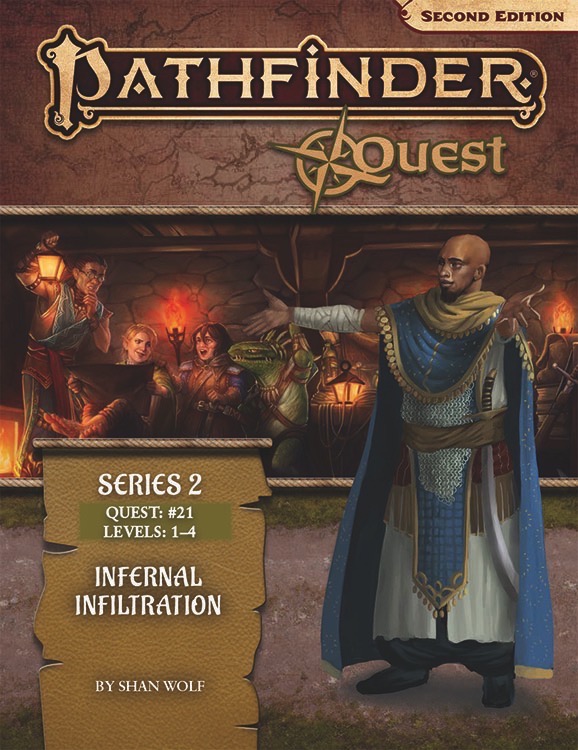 SECOND EDITION
PATHFINDER®
QUEST
SERIES 2
QUEST: #21
LEVELS: 1–4
INFERNAL
INFILTRATION
BY SHAN WOLF